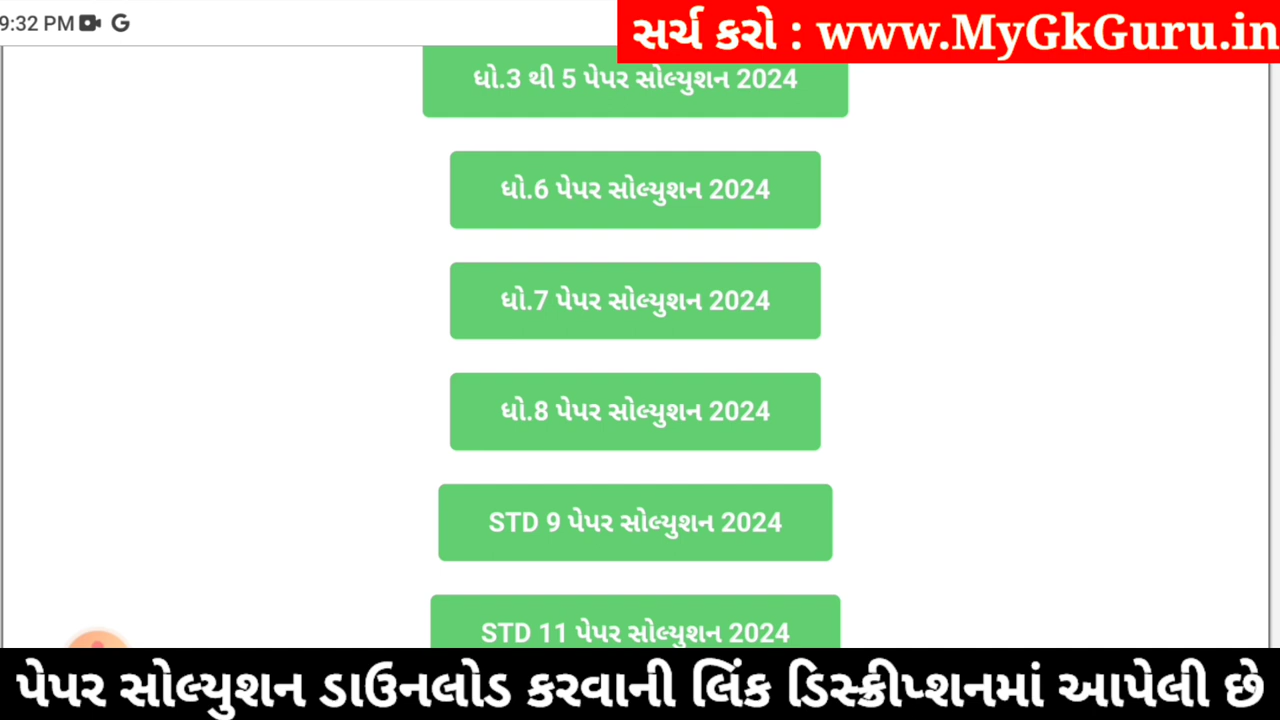 9:32 PM
સર્ચ કરો : www.MyGkGuru.in
ધો.3 થી 5 પેપર સોલ્યુશન 2024
ધો.6 પેપર સોલ્યુશન 2024
ધો.7 પેપર સોલ્યુશન 2024
ધો.8 પેપર સોલ્યુશન 2024
STD 9 પેપર સોલ્યુશન 2024
STD 11 પેપર સોલ્યુશન 2024
પેપર સોલ્યુશન ડાઉનલોડ કરવાની લિંક ડિસ્ક્રીપ્શનમાં આપેલી છે